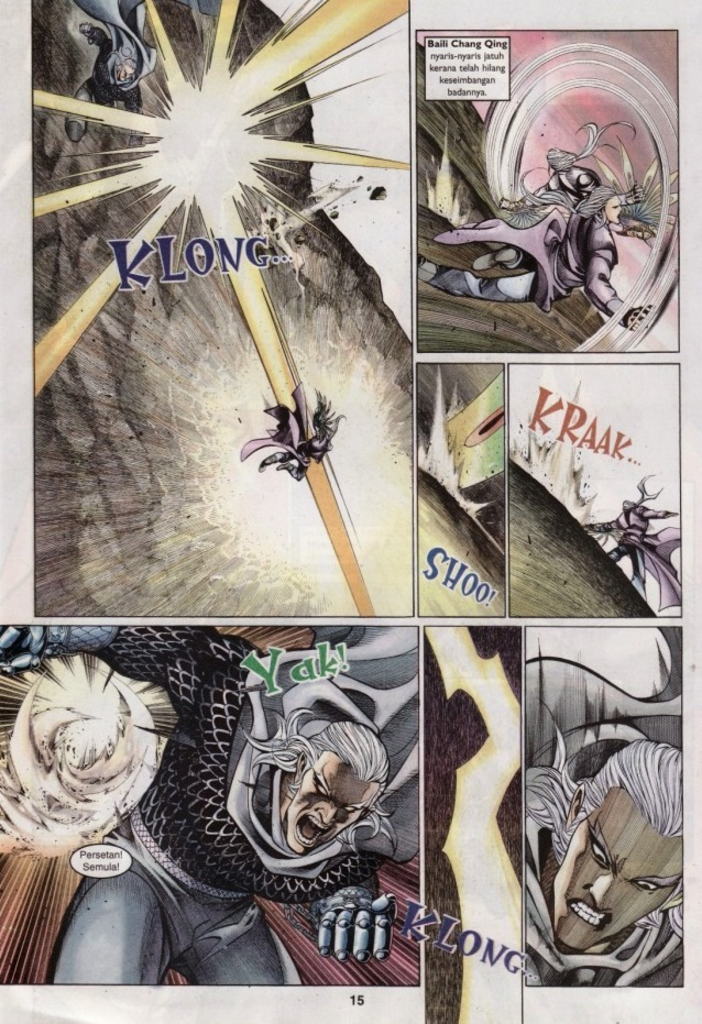 KLONG...
Baili Chang Qing
nyaris-nyaris jatuh
kerana telah hilang
keseimbangan
badannya.
SHOO!
KRAAK...
Yak!
Persetan!
Semula!
KLONG...
15